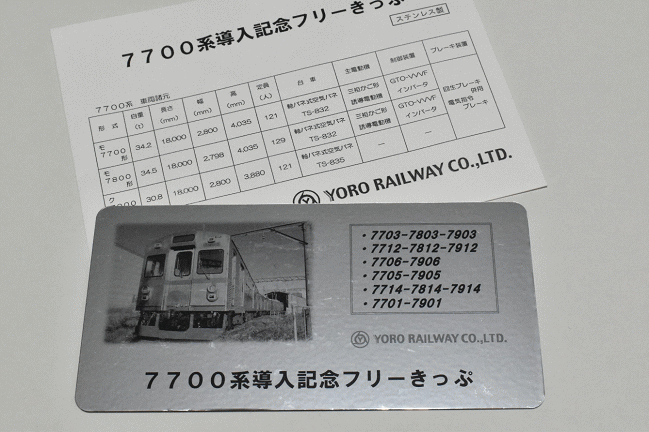 7700系導入記念フリーきっぷ
ステンレス製
7700系 車両諸元
形式 自重(t) 長さ(mm) 幅(mm) 高(mm) 定員(人) 台車 主電動機 制御装置 ブレーキ装置
モ7700形 34.2 18,000 2,800 4,035 121 軸バネ式空気バネ TS-832 三相かご形誘導電動機 GTO-VVVFインバータ 回生ブレーキ併用電気指令ブレーキ
モ7800形 34.5 18,000 2,798 4,035 129 軸バネ式空気バネ TS-832 三相かご形誘導電動機 GTO-VVVFインバータ
ク 30.8 18,000 2,800 3,880 121 軸バネ式空気バネ TS-835 — —
YORO RAILWAY CO.,LTD.
・7703-7803-7903
・7712-7812-7912
・7706-7906
・7705-7905
・7714-7814-7914
・7701-7901
YORO RAILWAY CO.,LTD.
7700系導入記念フリーきっぷ